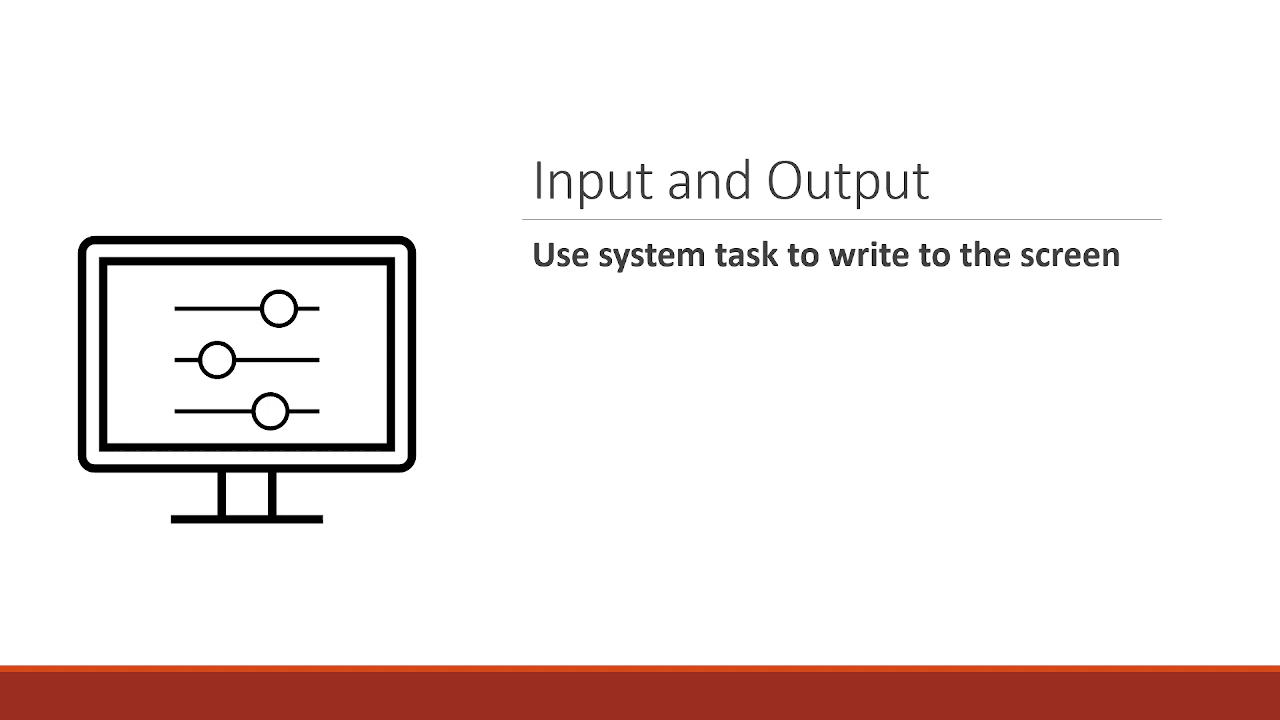 Input and Output
Use system task to write to the screen